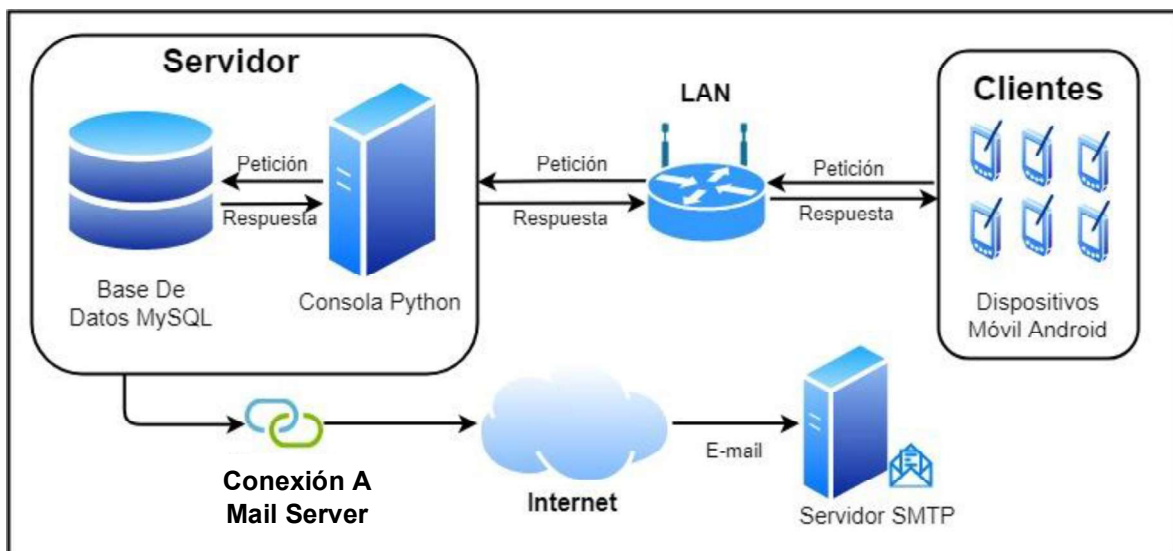 Servidor
Petición
Respuesta
Base De
Datos MySQL
Consola Python
Petición
Respuesta
LAN
Petición
Respuesta
Clientes
Dispositivos
Móvil Android
Conexión A
Mail Server
Internet
E-mail
Servidor SMTP